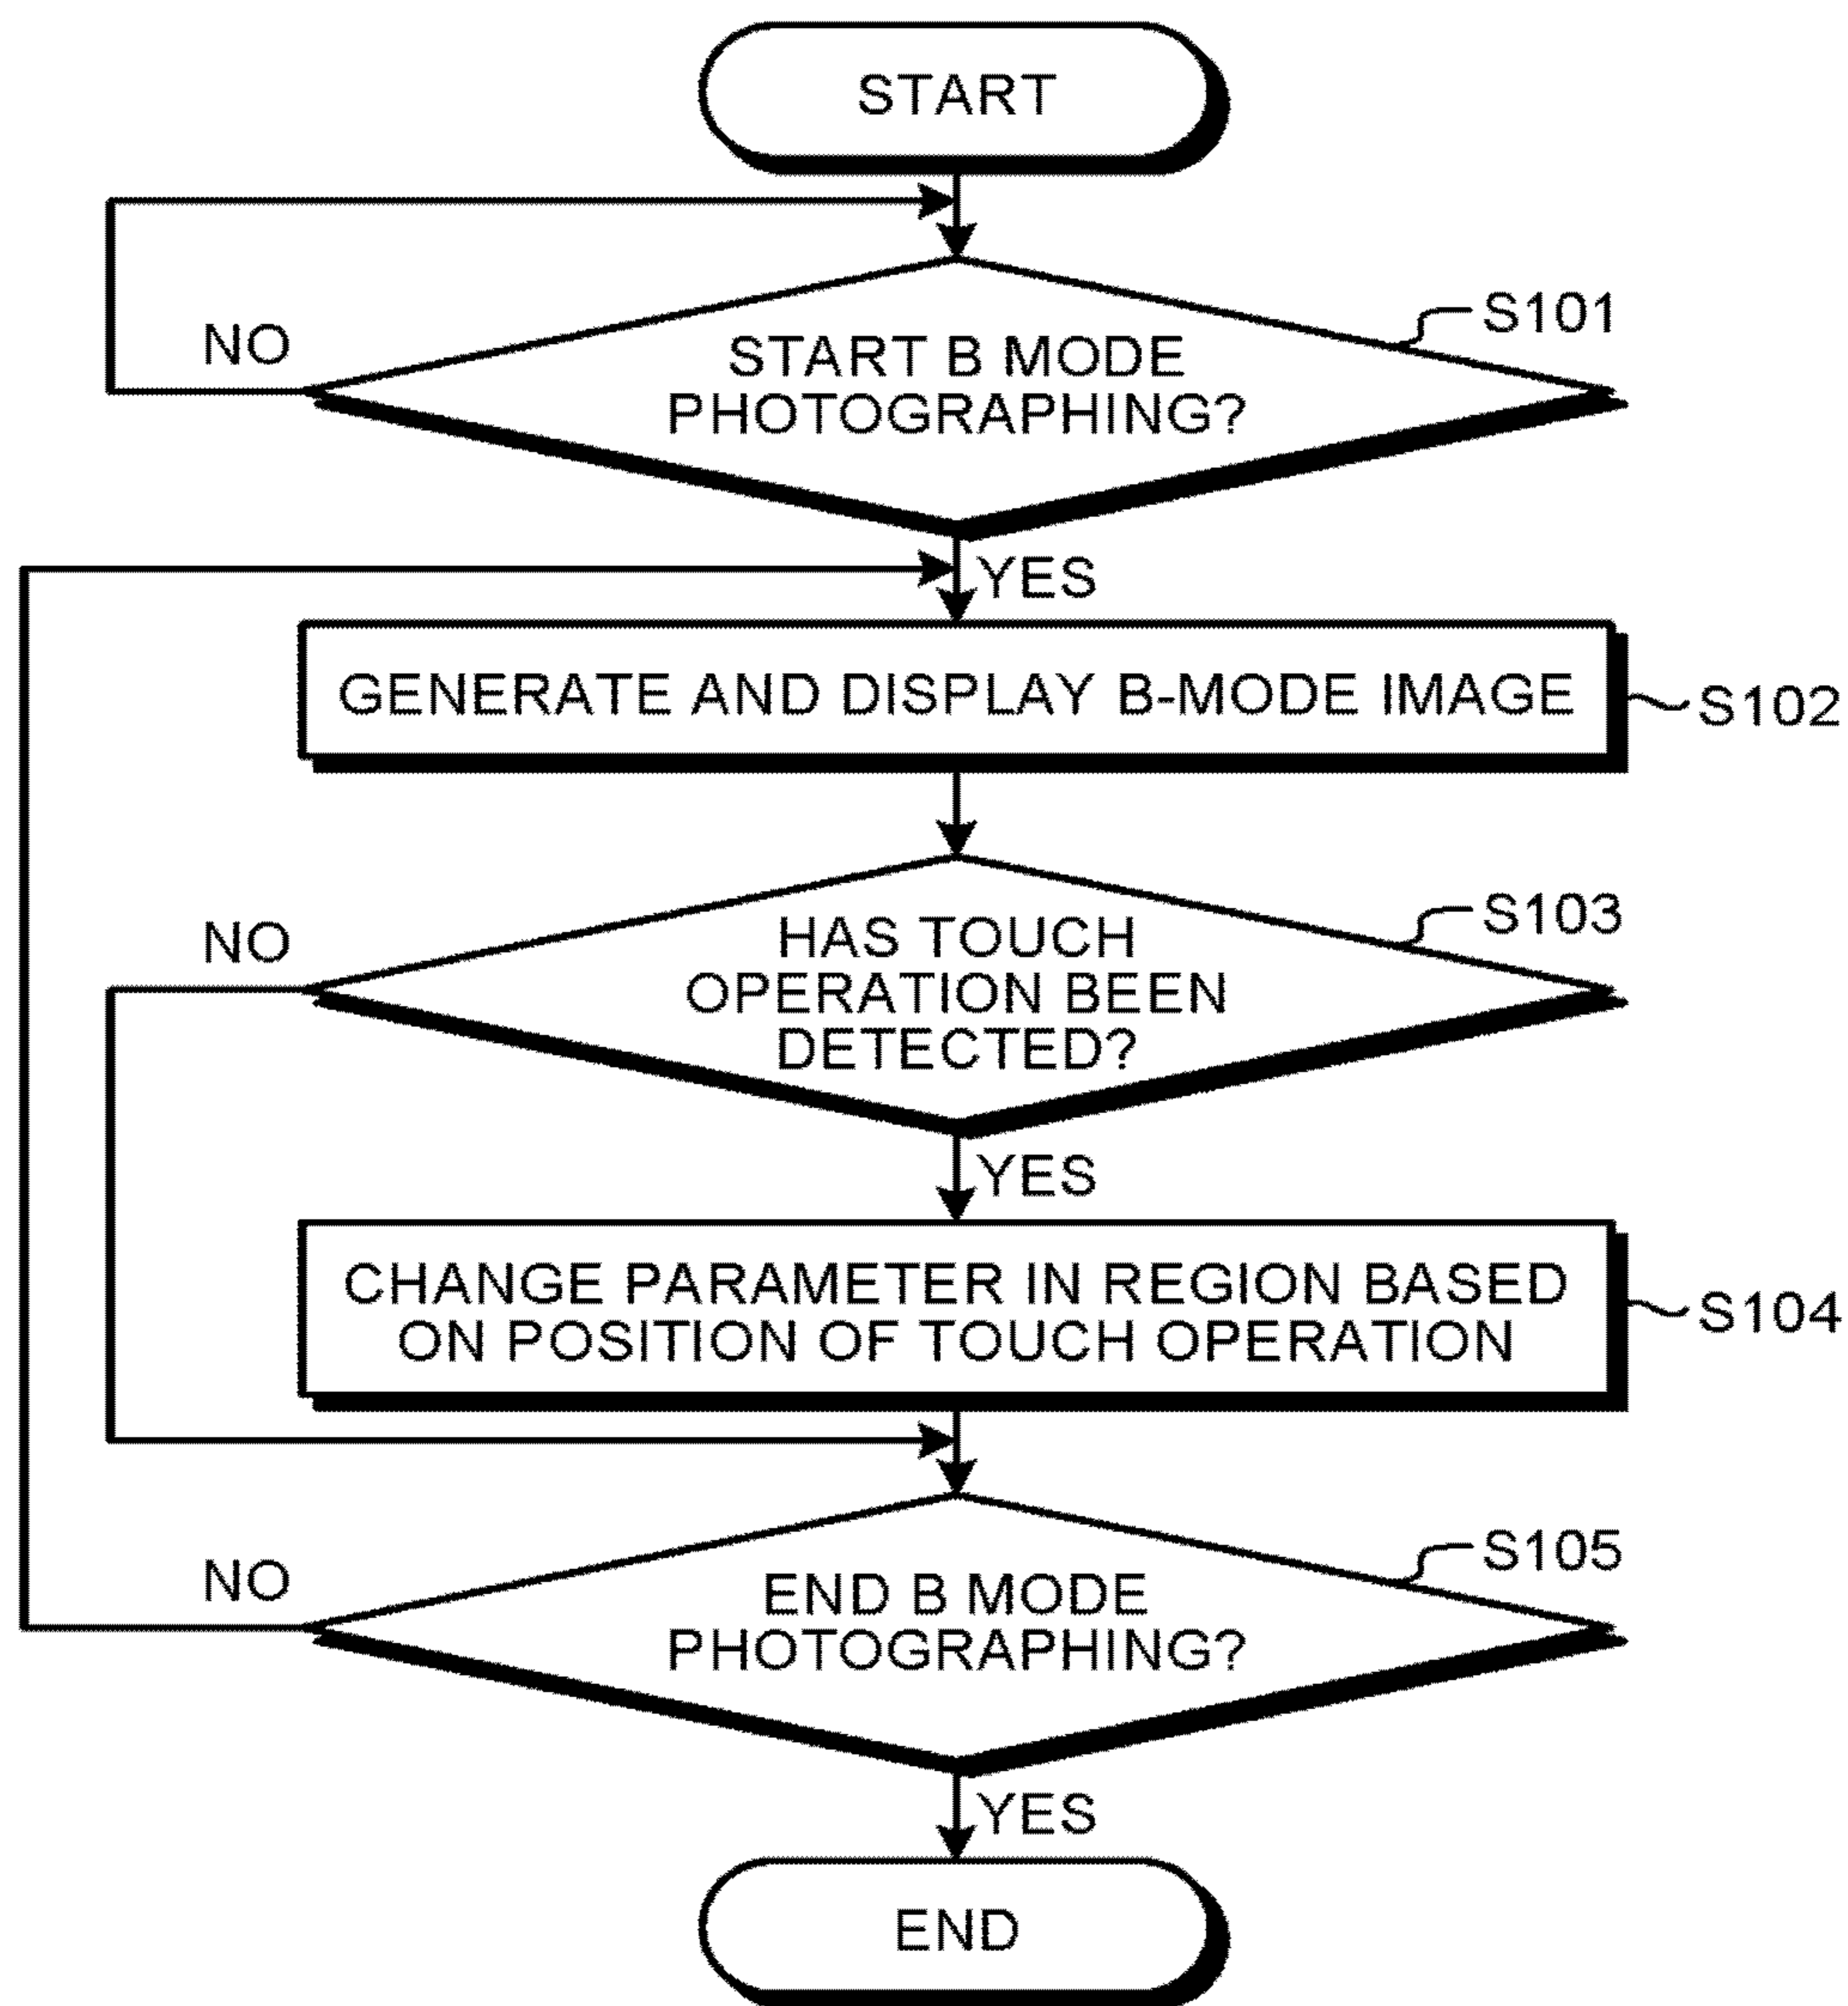 START
S101
NO
START B MODE
PHOTOGRAPHING?
YES
GENERATE AND DISPLAY B-MODE IMAGE
S102
S103
NO
HAS TOUCH
OPERATION BEEN
DETECTED?
YES
CHANGE PARAMETER IN REGION BASED
ON POSITION OF TOUCH OPERATION
S104
S105
NO
END B MODE
PHOTOGRAPHING?
YES
END